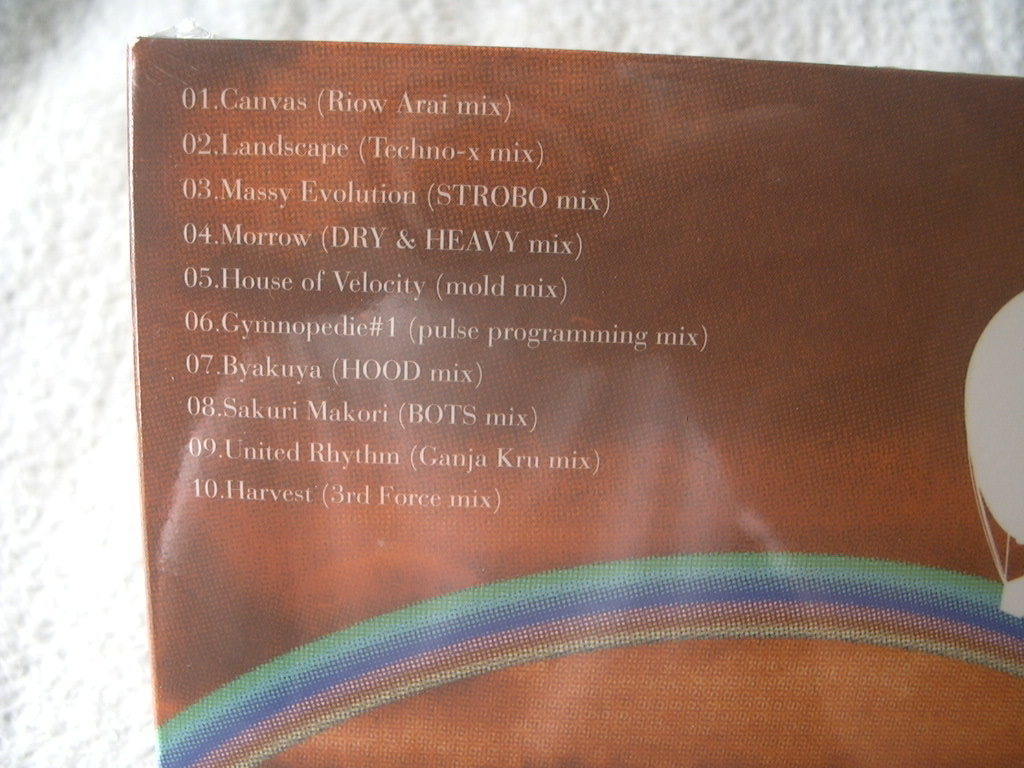 01.Canvas (Riow Arai mix)
02.Landscape (Techno-x mix)
03.Massy Evolution (STROBO mix)
04.Morrow (DRY & HEAVY mix)
05.House of Velocity (mold mix)
06.Gymnopedie#1 (pulse programming mix)
07.Byakuya (HOOD mix)
08.Sakuri Makori (BOTS mix)
09.United Rhythm (Ganja Kru mix)
10.Harvest (3rd Force mix)